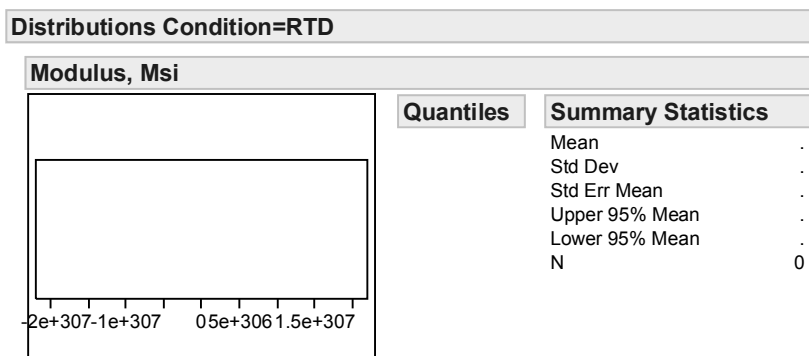 Distributions Condition=RTD
Modulus, Msi
-2e+307-1e+307 05e+3061.5e+307
Quantiles
Summary Statistics
Mean .
Std Dev .
Std Err Mean .
Upper 95% Mean .
Lower 95% Mean .
N 0